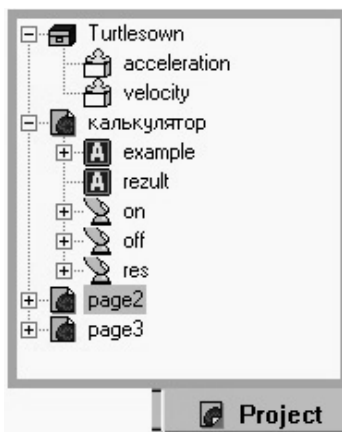 Turtlesown
acceleration
velocity
калькулятор
example
rezult
on
off
res
page2
page3
Project